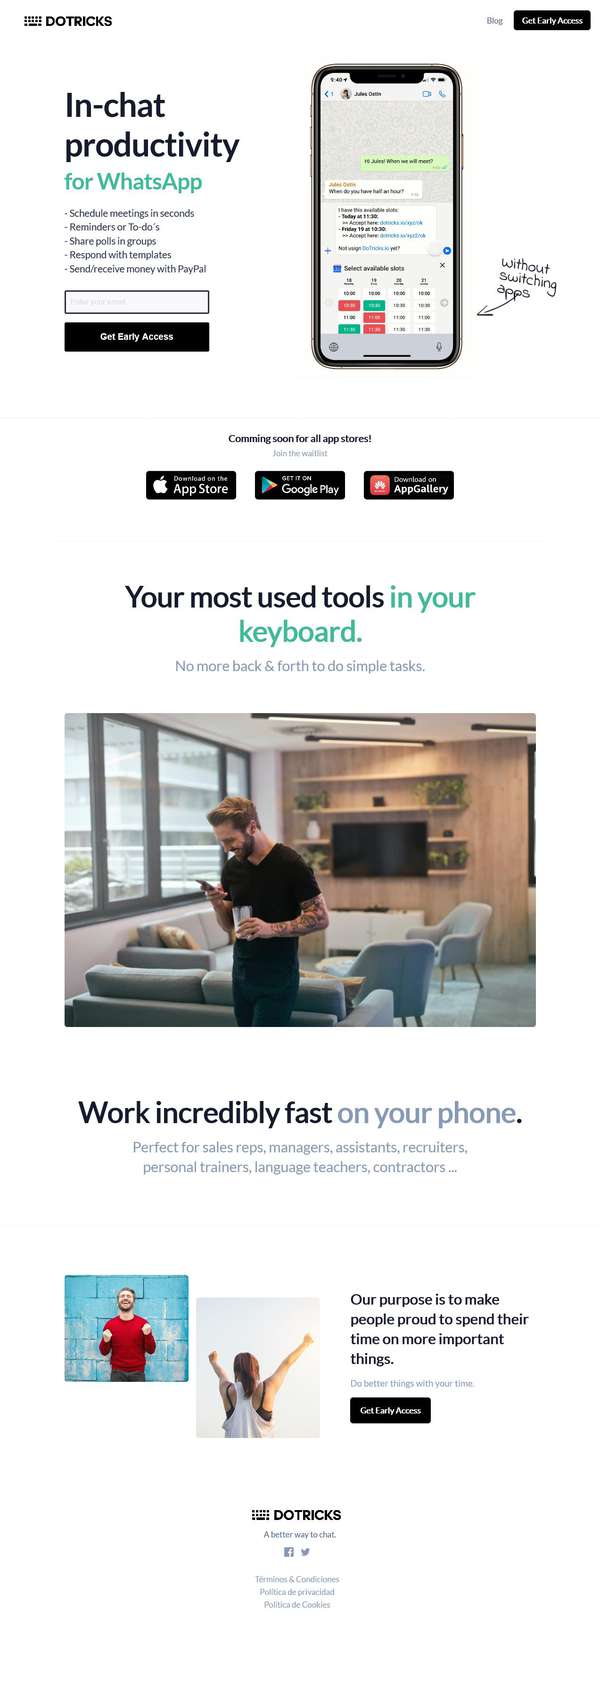 DOTRICKS
Blog
Get Early Access
In-chat
productivity
for WhatsApp
- Schedule meetings in seconds
- Reminders or To-do´s
- Share polls in groups
- Respond with templates
- Send/receive money with PayPal
Enter your email
Get Early Access
9:40
1
Jules Ostin
Hi Jules! When we will meet?
Jules Ostin
When do you have half an hour?
I have this available slots:
- Today at 11:30:
>> Accept here: dotricks.io/xyz/ok
- Friday 19 at 10:30:
>> Accept here: dotricks.io/xyz2/ok
Not usign DoTricks.io yet?
Select available slots
18 19 20 21
10:00 10:00 10:00 10:00
10:30 10:30 10:30 10:30
11:00 11:00 11:00 11:00
11:30 11:30 11:30 11:30
without
switching
apps
Comming soon for all app stores!
Join the waitlist
Download on the
App Store
GET IT ON
Google Play
Download on
AppGallery
Your most used tools in your
keyboard.
No more back & forth to do simple tasks.
Work incredibly fast on your phone.
Perfect for sales reps, managers, assistants, recruiters,
personal trainers, language teachers, contractors ...
Our purpose is to make
people proud to spend their
time on more important
things.
Do better things with your time.
Get Early Access
DOTRICKS
A better way to chat.
Términos & Condiciones
Política de privacidad
Política de Cookies